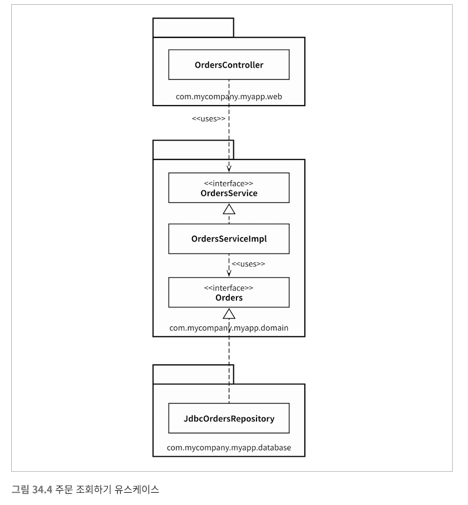 OrdersController
com.mycompany.myapp.web
<<uses>>
<<interface>>
OrdersService
OrdersServiceImpl
<<uses>>
<<interface>>
Orders
com.mycompany.myapp.domain
JdbcOrdersRepository
com.mycompany.myapp.database
그림 34.4 주문 조회하기 유스케이스